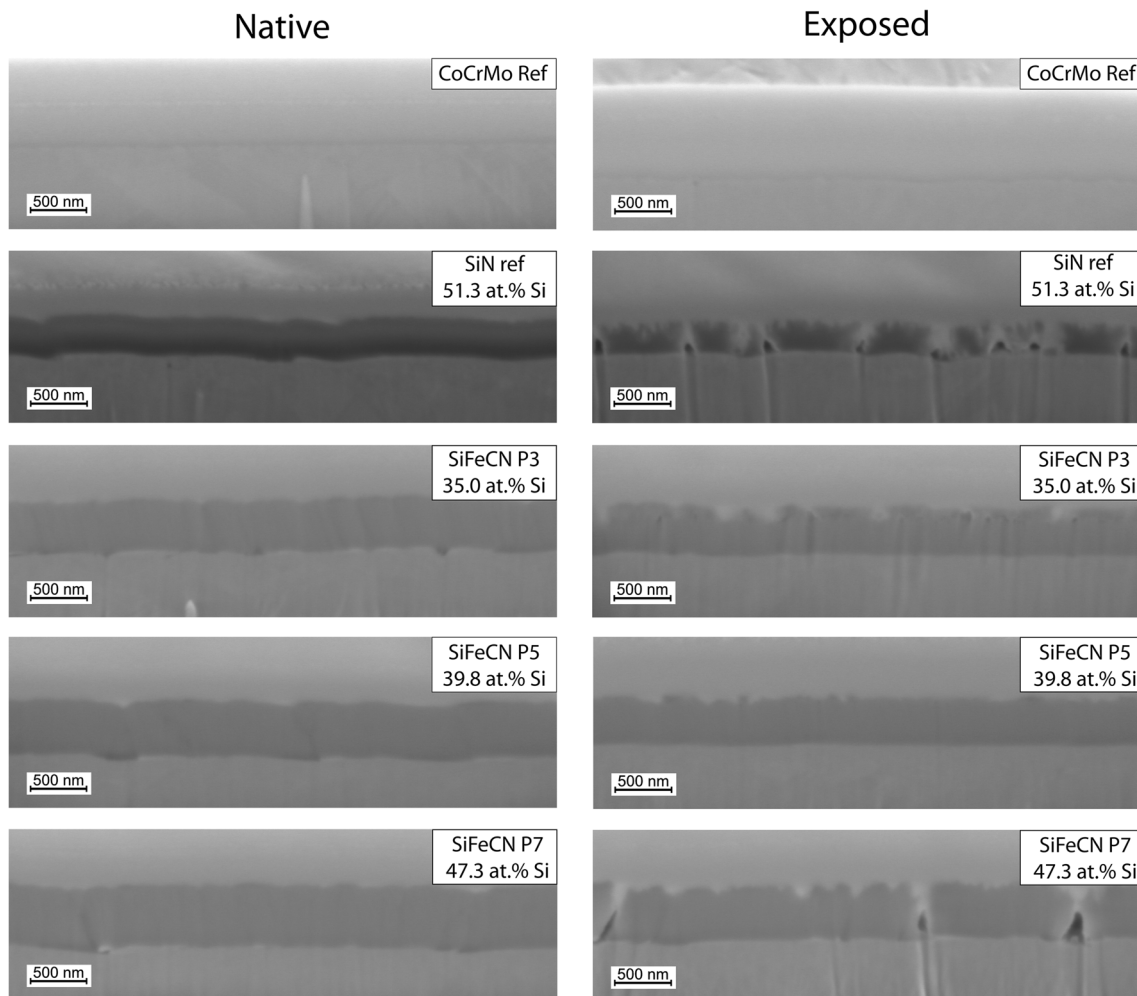 Native
Exposed
CoCrMo Ref
500 nm
CoCrMo Ref
500 nm
SiN ref
51.3 at.% Si
500 nm
SiN ref
51.3 at.% Si
500 nm
SiFeCN P3
35.0 at.% Si
500 nm
SiFeCN P3
35.0 at.% Si
500 nm
SiFeCN P5
39.8 at.% Si
500 nm
SiFeCN P5
39.8 at.% Si
500 nm
SiFeCN P7
47.3 at.% Si
500 nm
SiFeCN P7
47.3 at.% Si
500 nm